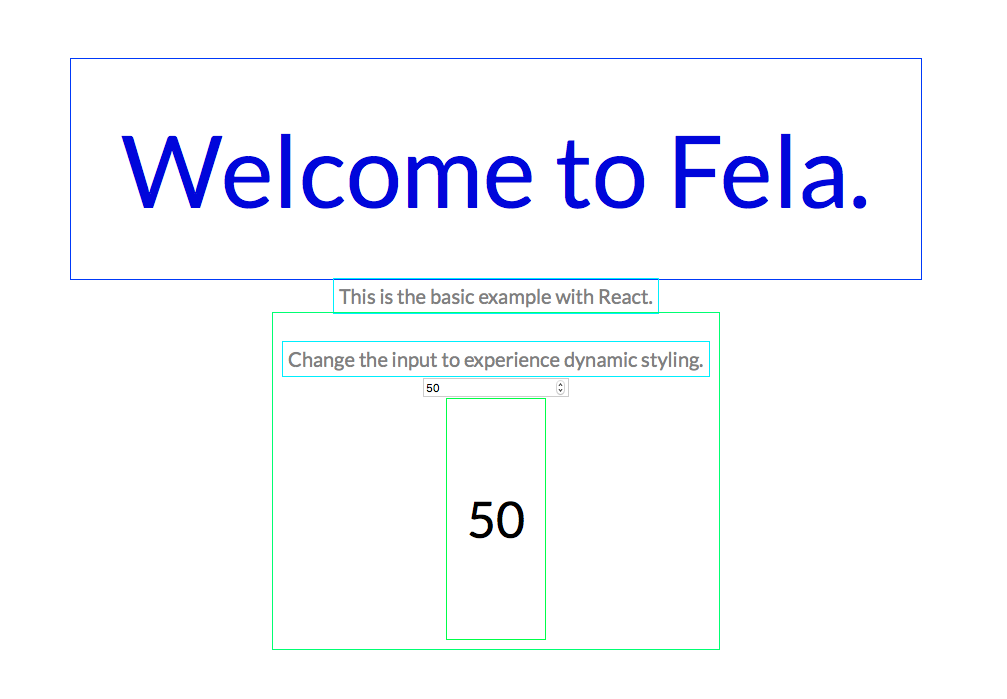 Welcome to Fela.
This is the basic example with React.
Change the input to experience dynamic styling.
50
50